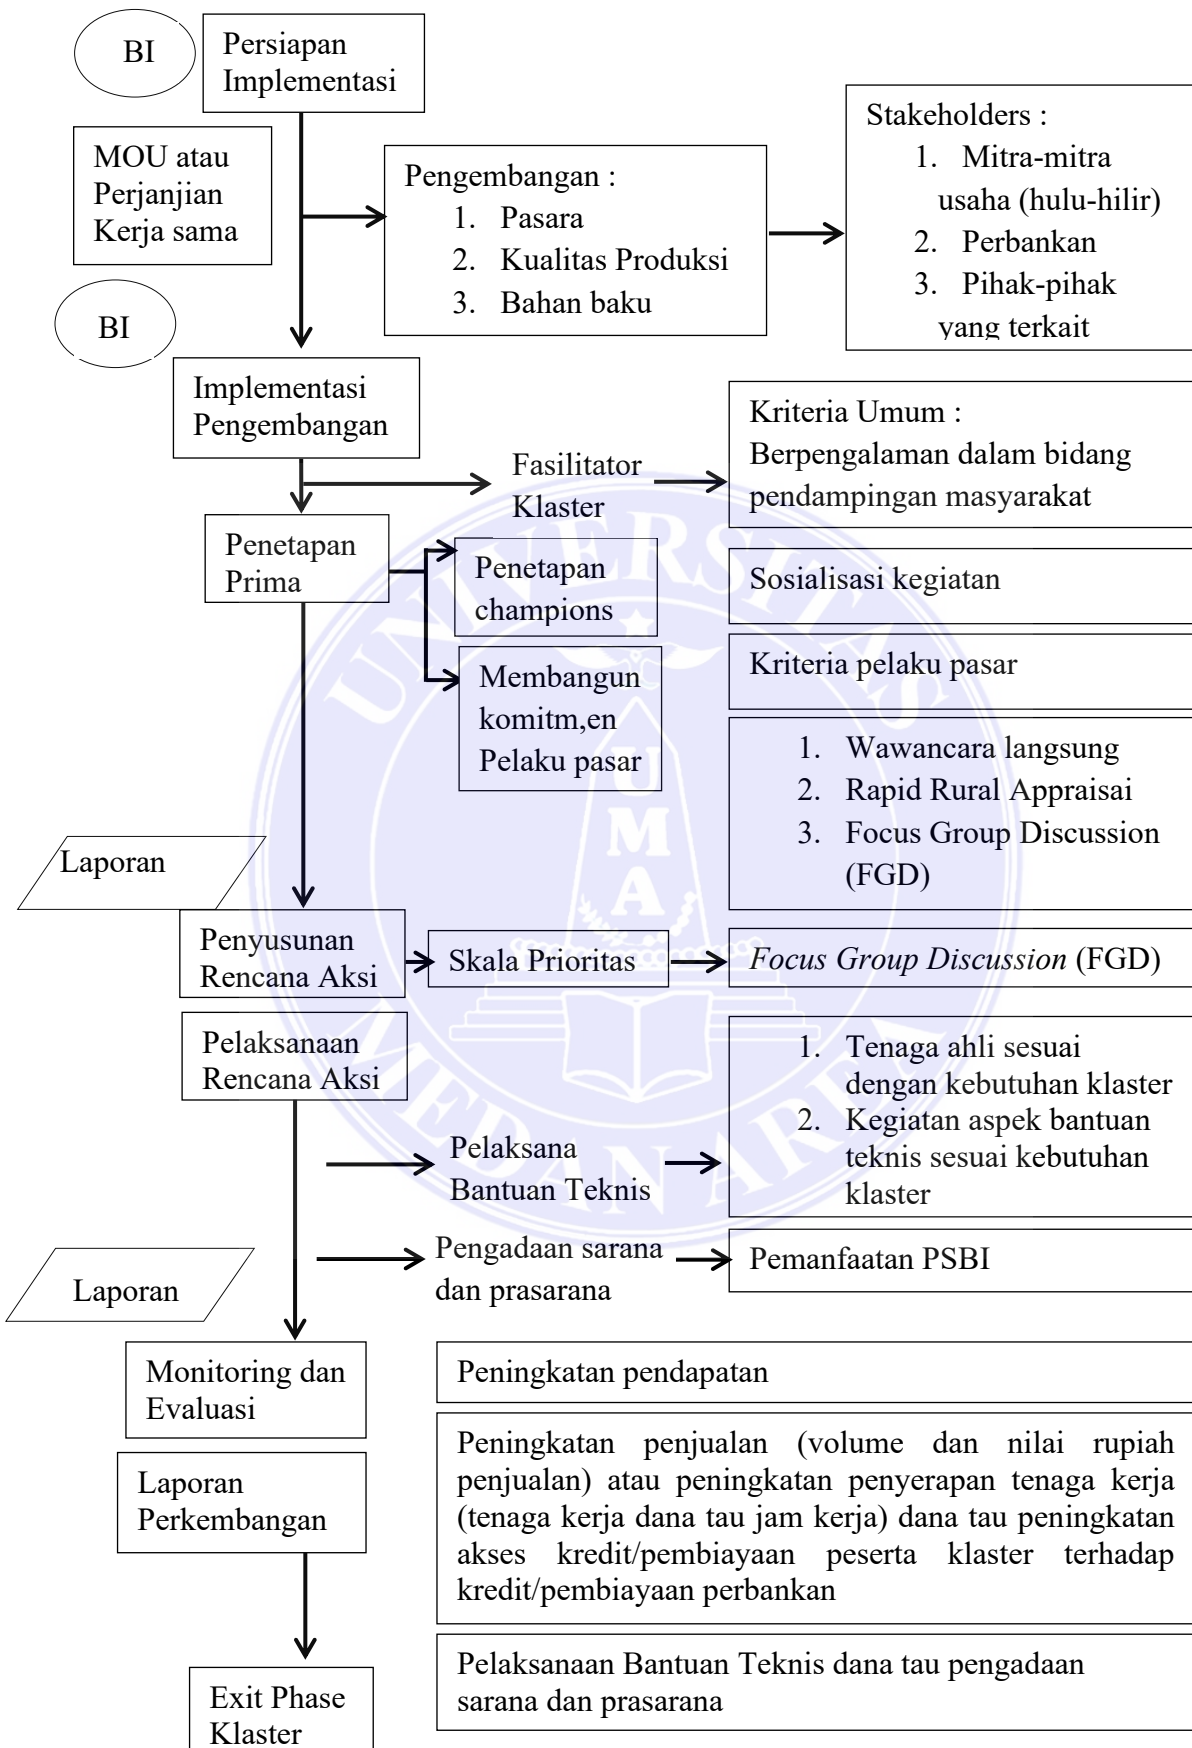 BI
Persiapan
Implementasi
MOU atau
Perjanjian
Kerja sama
Pengembangan :
1. Pasara
2. Kualitas Produksi
3. Bahan baku
Stakeholders :
1. Mitra-mitra
usaha (hulu-hilir)
2. Perbankan
3. Pihak-pihak
yang terkait
BI
Implementasi
Pengembangan
Fasilitator
Klaster
Kriteria Umum :
Berpengalaman dalam bidang
pendampingan masyarakat
Penetapan
Prima
Penetapan
champions
Sosialisasi kegiatan
Membangun
komitm,en
Pelaku pasar
Kriteria pelaku pasar
1. Wawancara langsung
2. Rapid Rural Appraisai
3. Focus Group Discussion
(FGD)
Laporan
Penyusunan
Rencana Aksi
Skala Prioritas
Focus Group Discussion (FGD)
Pelaksanaan
Rencana Aksi
Pelaksana
Bantuan Teknis
1. Tenaga ahli sesuai
dengan kebutuhan klaster
2. Kegiatan aspek bantuan
teknis sesuai kebutuhan
klaster
Pengadaan sarana
dan prasarana
Pemanfaatan PSBI
Laporan
Monitoring dan
Evaluasi
Peningkatan pendapatan
Laporan
Perkembangan
Peningkatan penjualan (volume dan nilai rupiah
penjualan) atau peningkatan penyerapan tenaga kerja
(tenaga kerja dana tau jam kerja) dana tau peningkatan
akses kredit/pembiayaan peserta klaster terhadap
kredit/pembiayaan perbankan
Pelaksanaan Bantuan Teknis dana tau pengadaan
sarana dan prasarana
Exit Phase
Klaster
UNIVERSITAS
MEDAN AREA
UMA